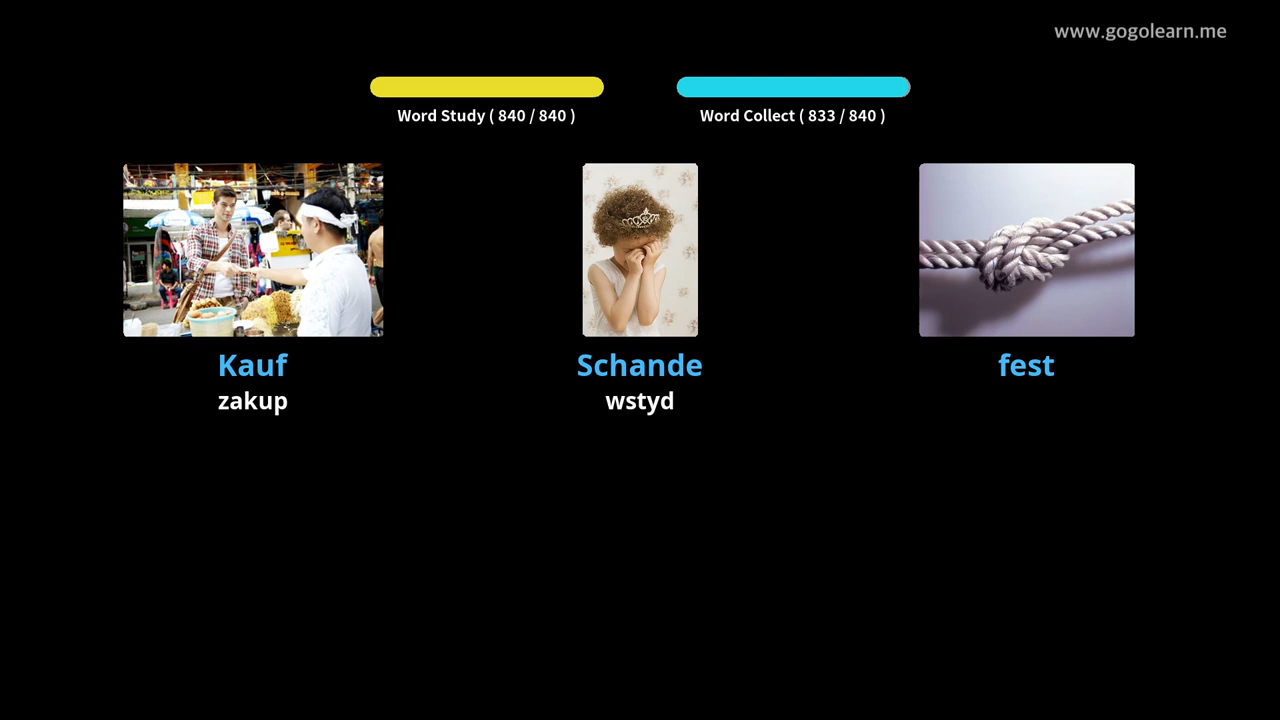 www.gogolearn.me
Word Study ( 840 / 840 )
Word Collect ( 833 / 840 )
Kauf
zakup
Schande
wstyd
fest